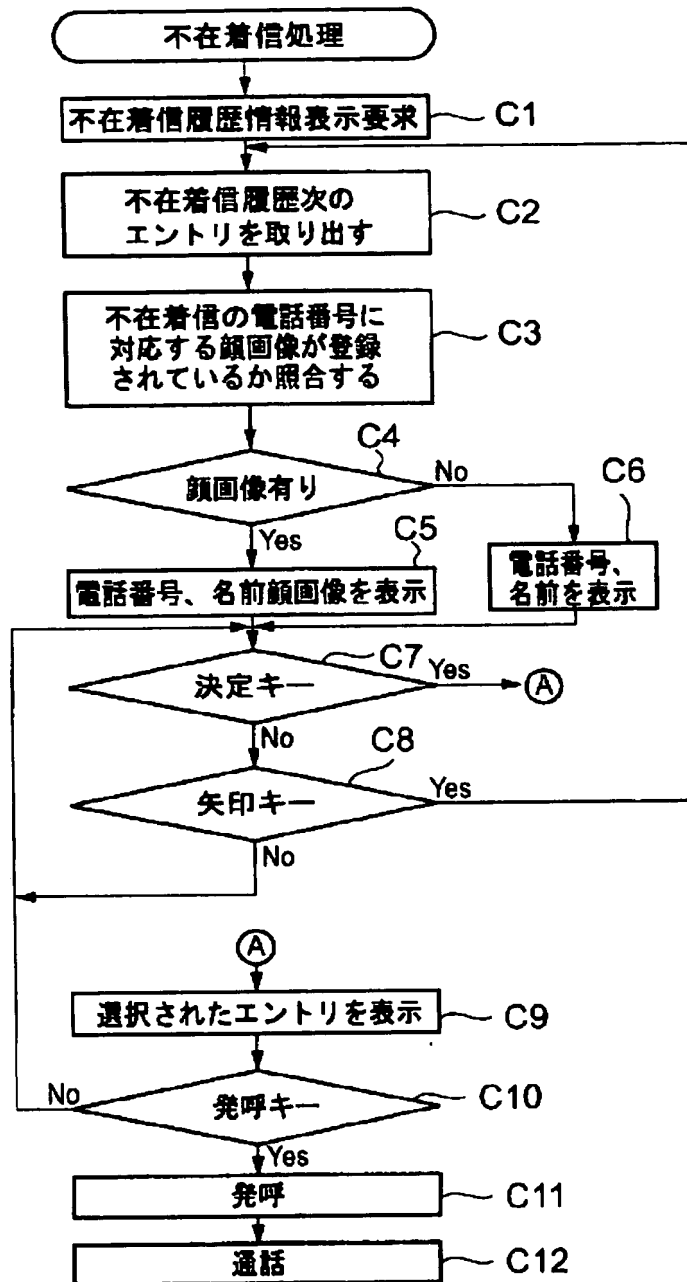 不在着信処理
不在着信履歴情報表示要求
C1
不在着信履歴次の
エントリを取り出す
C2
不在着信の電話番号に
対応する顔画像が登録
されているか照合する
C3
顔画像有り
C4
No
Yes
C5
電話番号、名前顔画像を表示
C6
電話番号、
名前を表示
決定キー
C7
Yes
A
No
矢印キー
C8
Yes
No
A
選択されたエントリを表示
C9
発呼キー
C10
No
Yes
発呼
C11
通話
C12